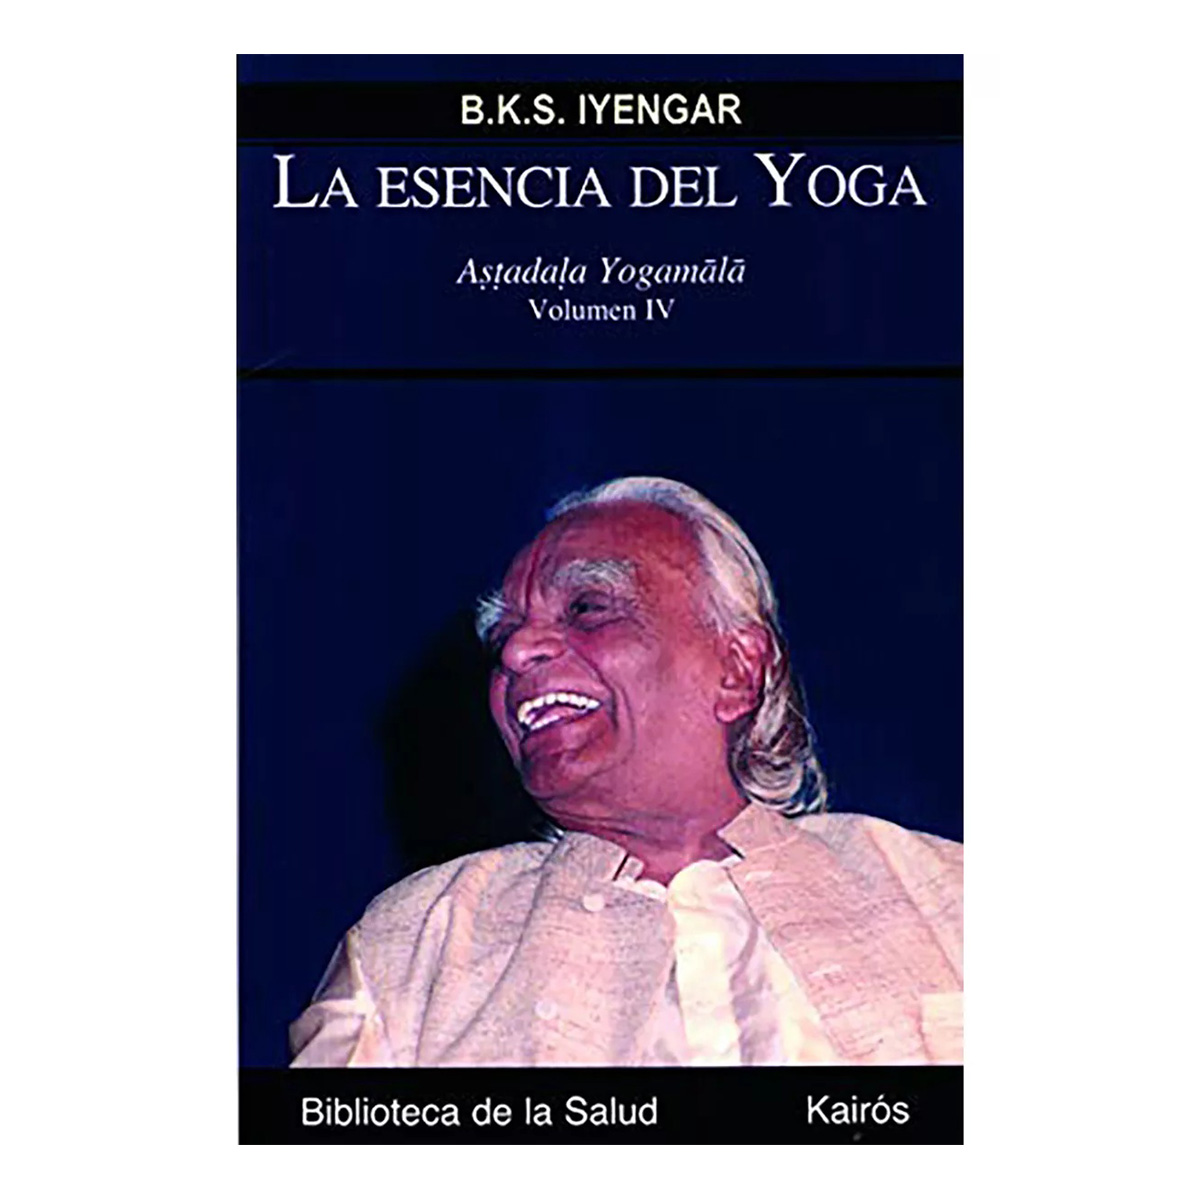 B.K.S. IYENGAR
LA ESENCIA DEL YOGA
Aṣṭadaḷa Yogamālā
Volumen IV
Biblioteca de la Salud Kairós